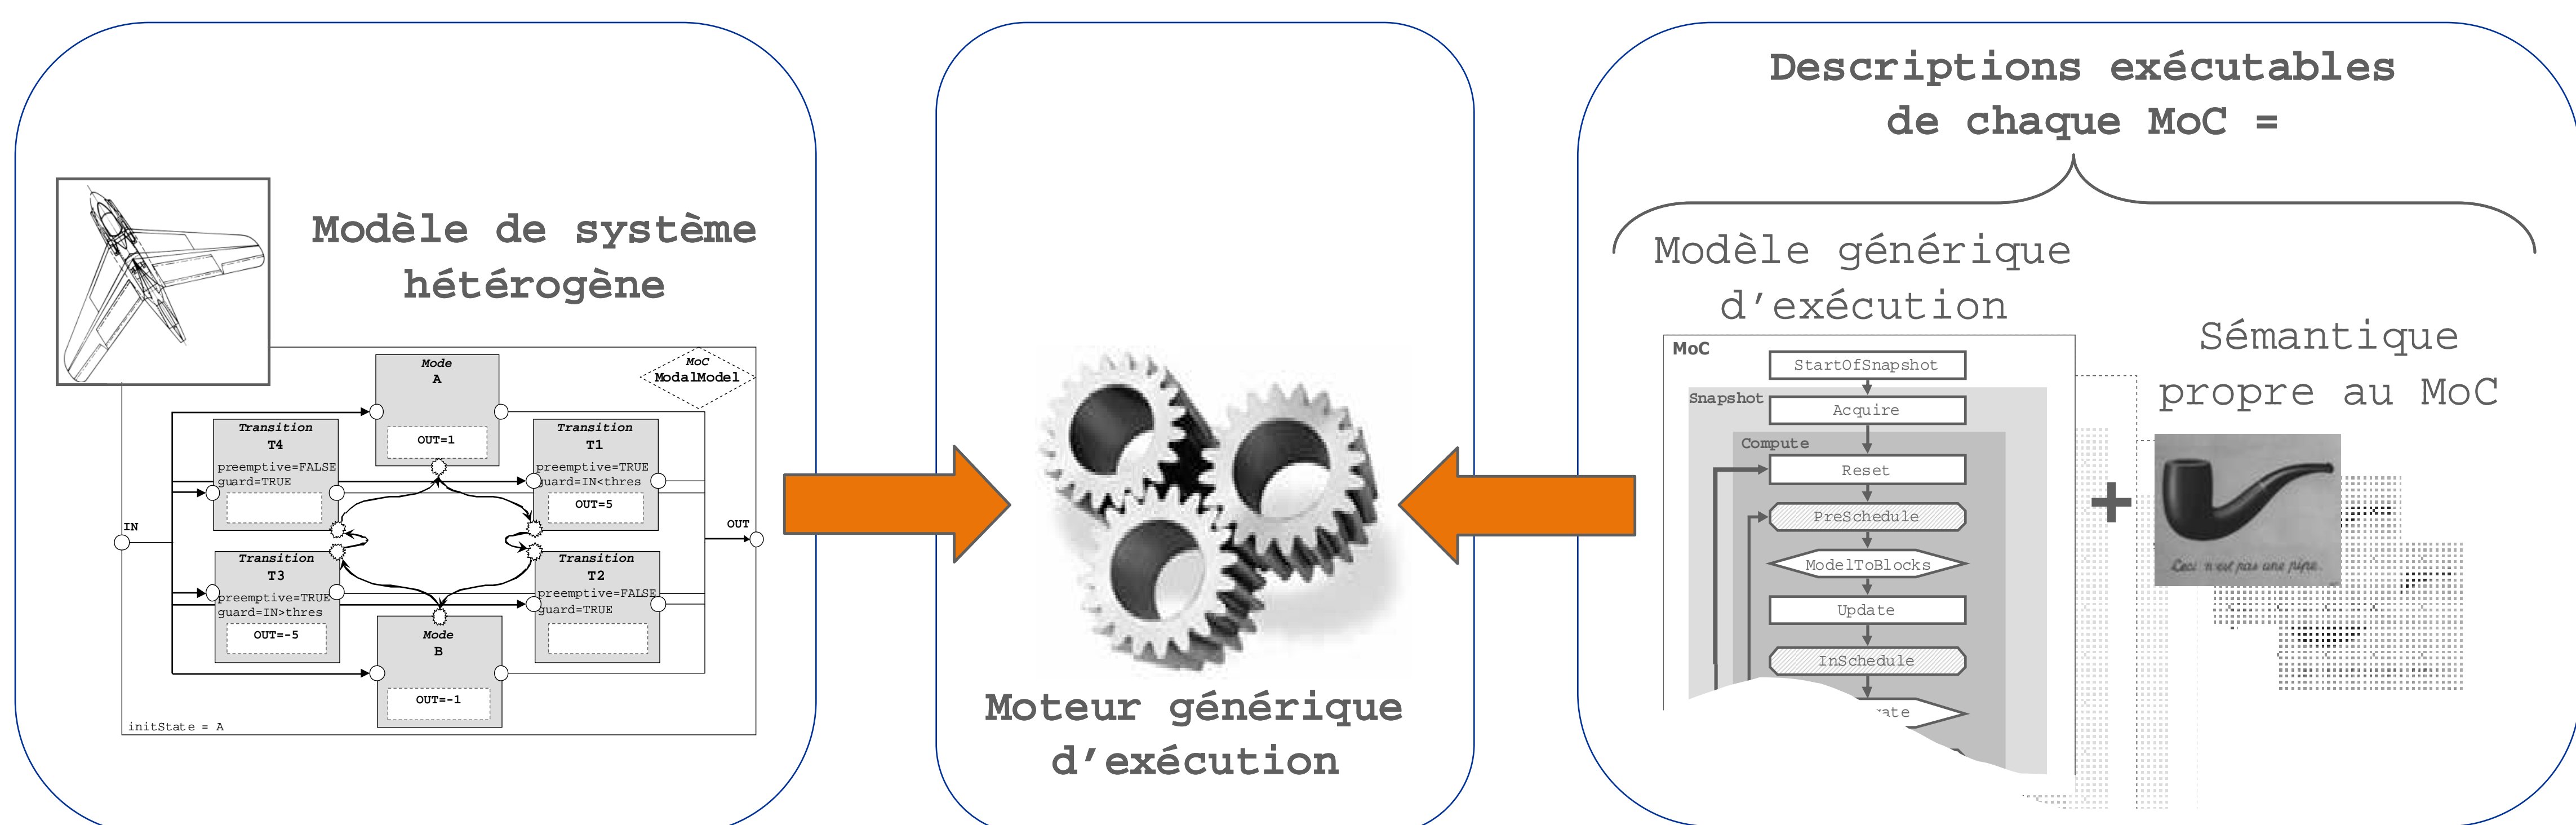 Modèle de système
hétérogène
Mode
A
OUT=1
MoC
ModalModel
Transition
T4
preemptive=FALSE
guard=TRUE
Transition
T1
preemptive=TRUE
guard=IN<thres
OUT=5
IN
OUT
Transition
T3
preemptive=TRUE
guard=IN>thres
OUT=-5
Transition
T2
preemptive=FALSE
guard=TRUE
Mode
B
OUT=-1
initState = A
Moteur générique
d’exécution
Descriptions exécutables
de chaque MoC =
Modèle générique
d’exécution
MoC
StartOfSnapshot
Snapshot
Acquire
Compute
Reset
PreSchedule
ModelToBlocks
Update
InSchedule
+
Sémantique
propre au MoC
Ceci n'est pas une pipe.